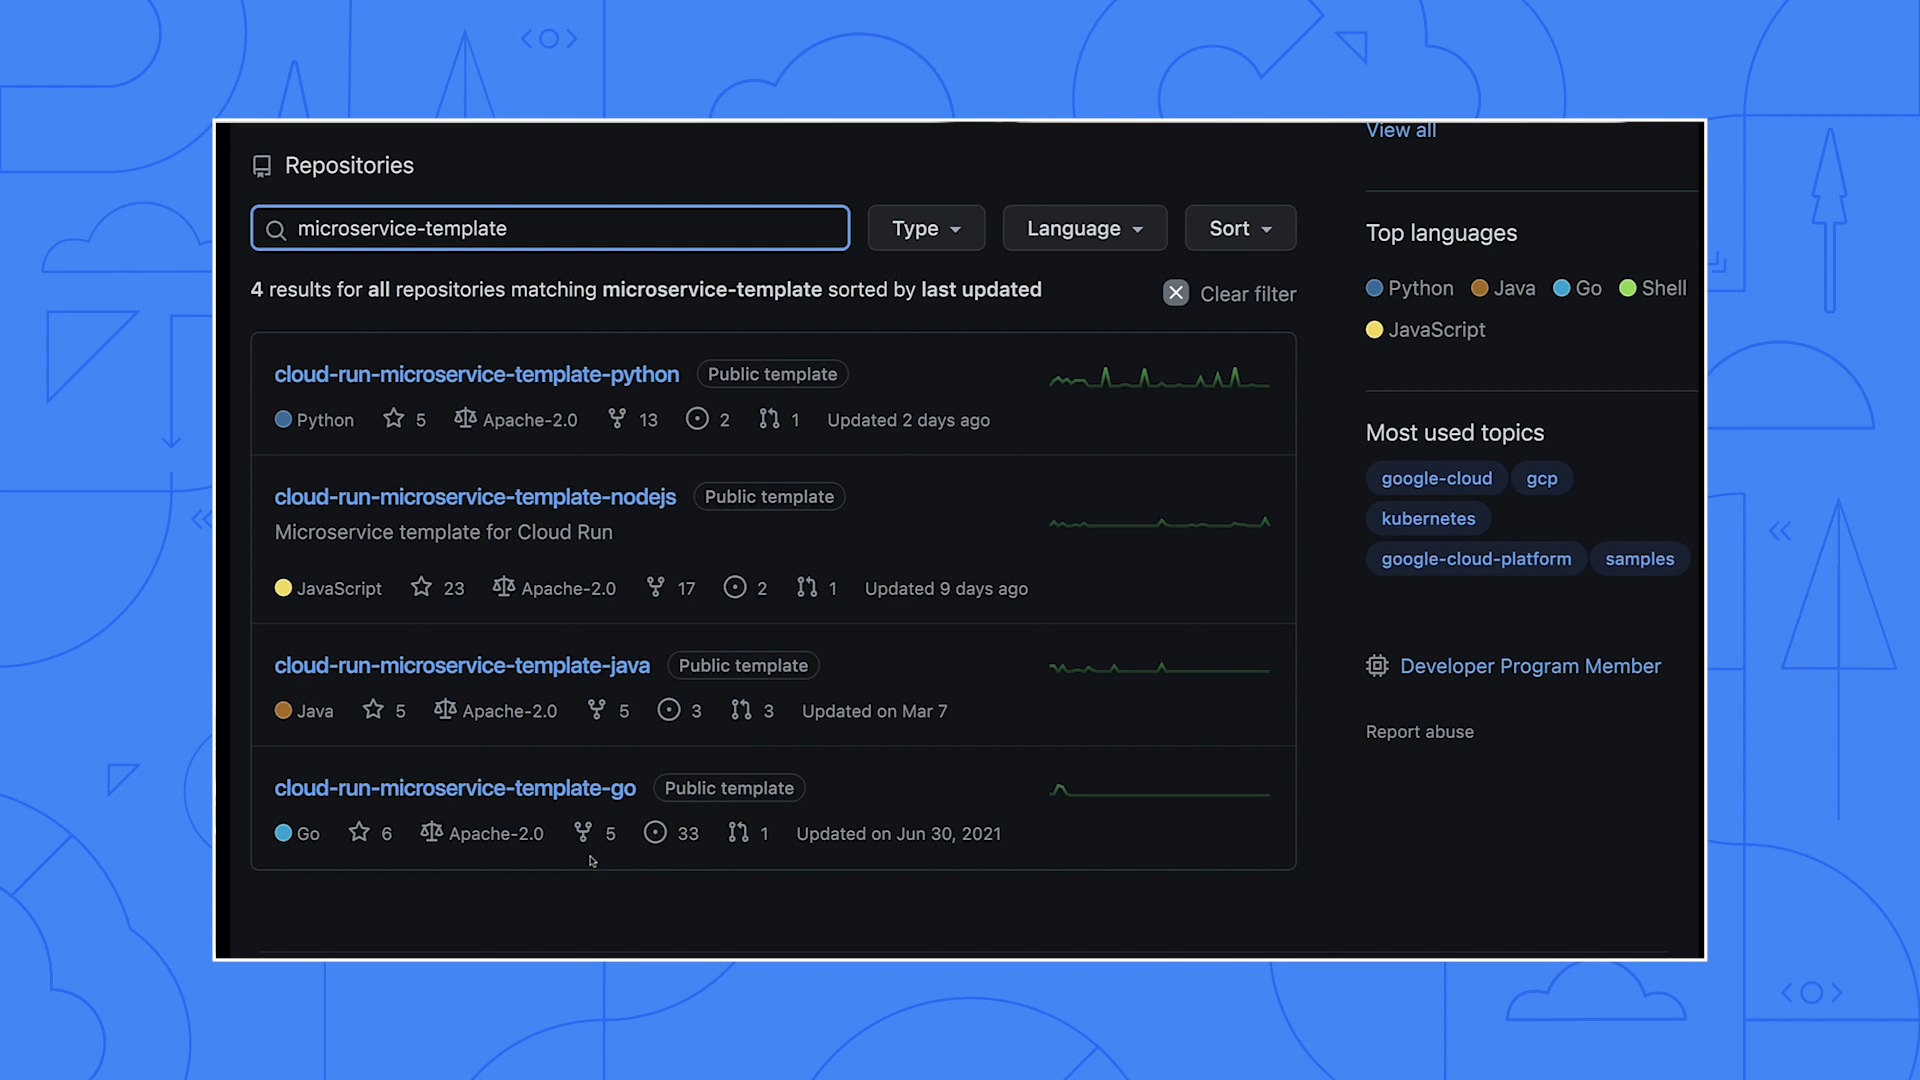 View all
Repositories
microservice-template
Type
Language
Sort
4 results for all repositories matching microservice-template sorted by last updated
Clear filter
cloud-run-microservice-template-python Public template
Python 5 Apache-2.0 13 2 1 Updated 2 days ago
cloud-run-microservice-template-nodejs Public template
Microservice template for Cloud Run
JavaScript 23 Apache-2.0 17 2 1 Updated 9 days ago
cloud-run-microservice-template-java Public template
Java 5 Apache-2.0 5 3 3 Updated on Mar 7
cloud-run-microservice-template-go Public template
Go 6 Apache-2.0 5 33 1 Updated on Jun 30, 2021
Top languages
Python Java Go Shell
JavaScript
Most used topics
google-cloud gcp
kubernetes
google-cloud-platform samples
Developer Program Member
Report abuse